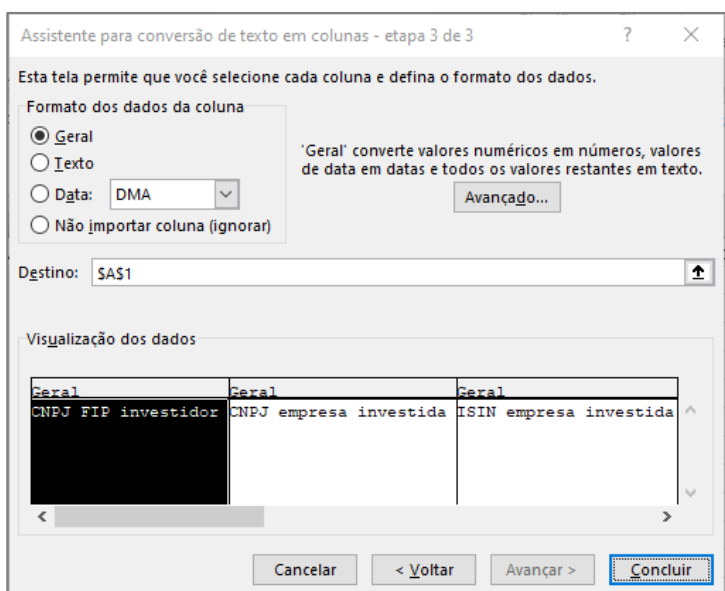 Assistente para conversão de texto em colunas - etapa 3 de 3
?
Esta tela permite que você selecione cada coluna e defina o formato dos dados.
Formato dos dados da coluna
Geral
Texto
Data: DMA
Não importar coluna (ignorar)
'Geral' converte valores numéricos em números, valores
de data em datas e todos os valores restantes em texto.
Avançado...
Destino: $A$1
Visualização dos dados
Geral Geral Geral
CNPJ FIP investidor CNPJ empresa investida ISIN empresa investida
Cancelar < Voltar Avançar > Concluir